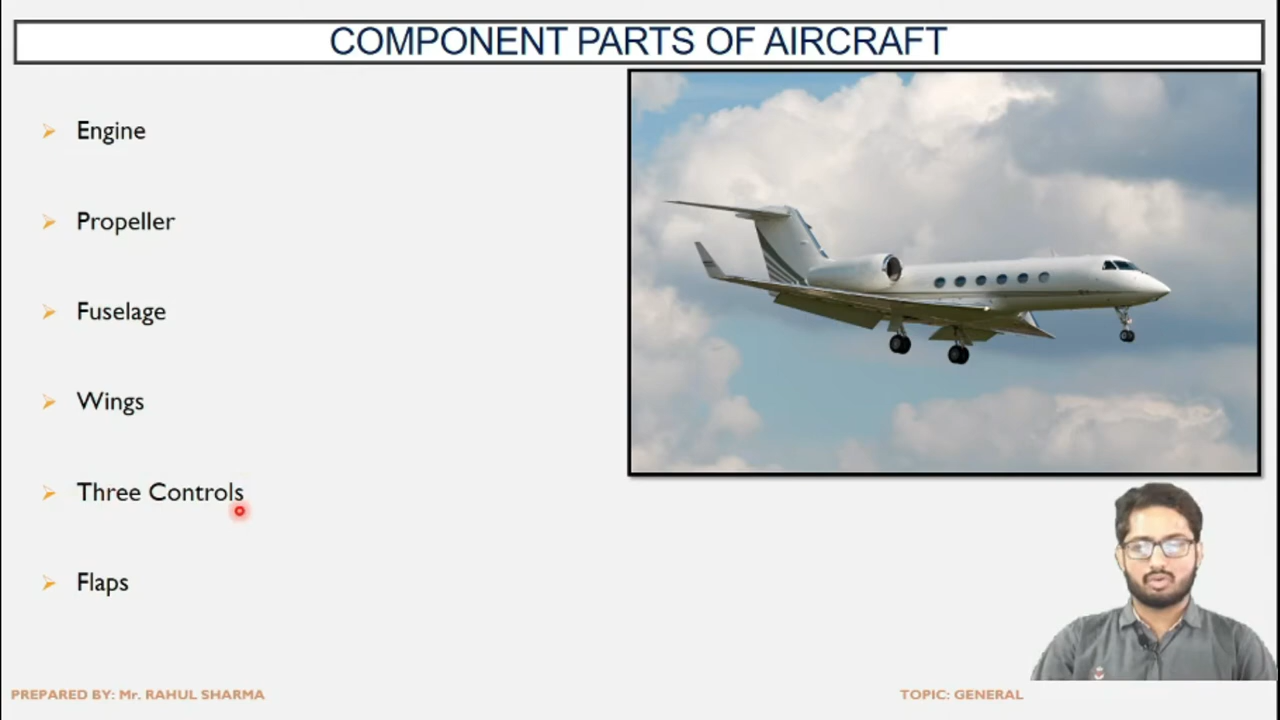 COMPONENT PARTS OF AIRCRAFT
Engine
Propeller
Fuselage
Wings
Three Controls
Flaps
PREPARED BY: Mr. RAHUL SHARMA
TOPIC: GENERAL